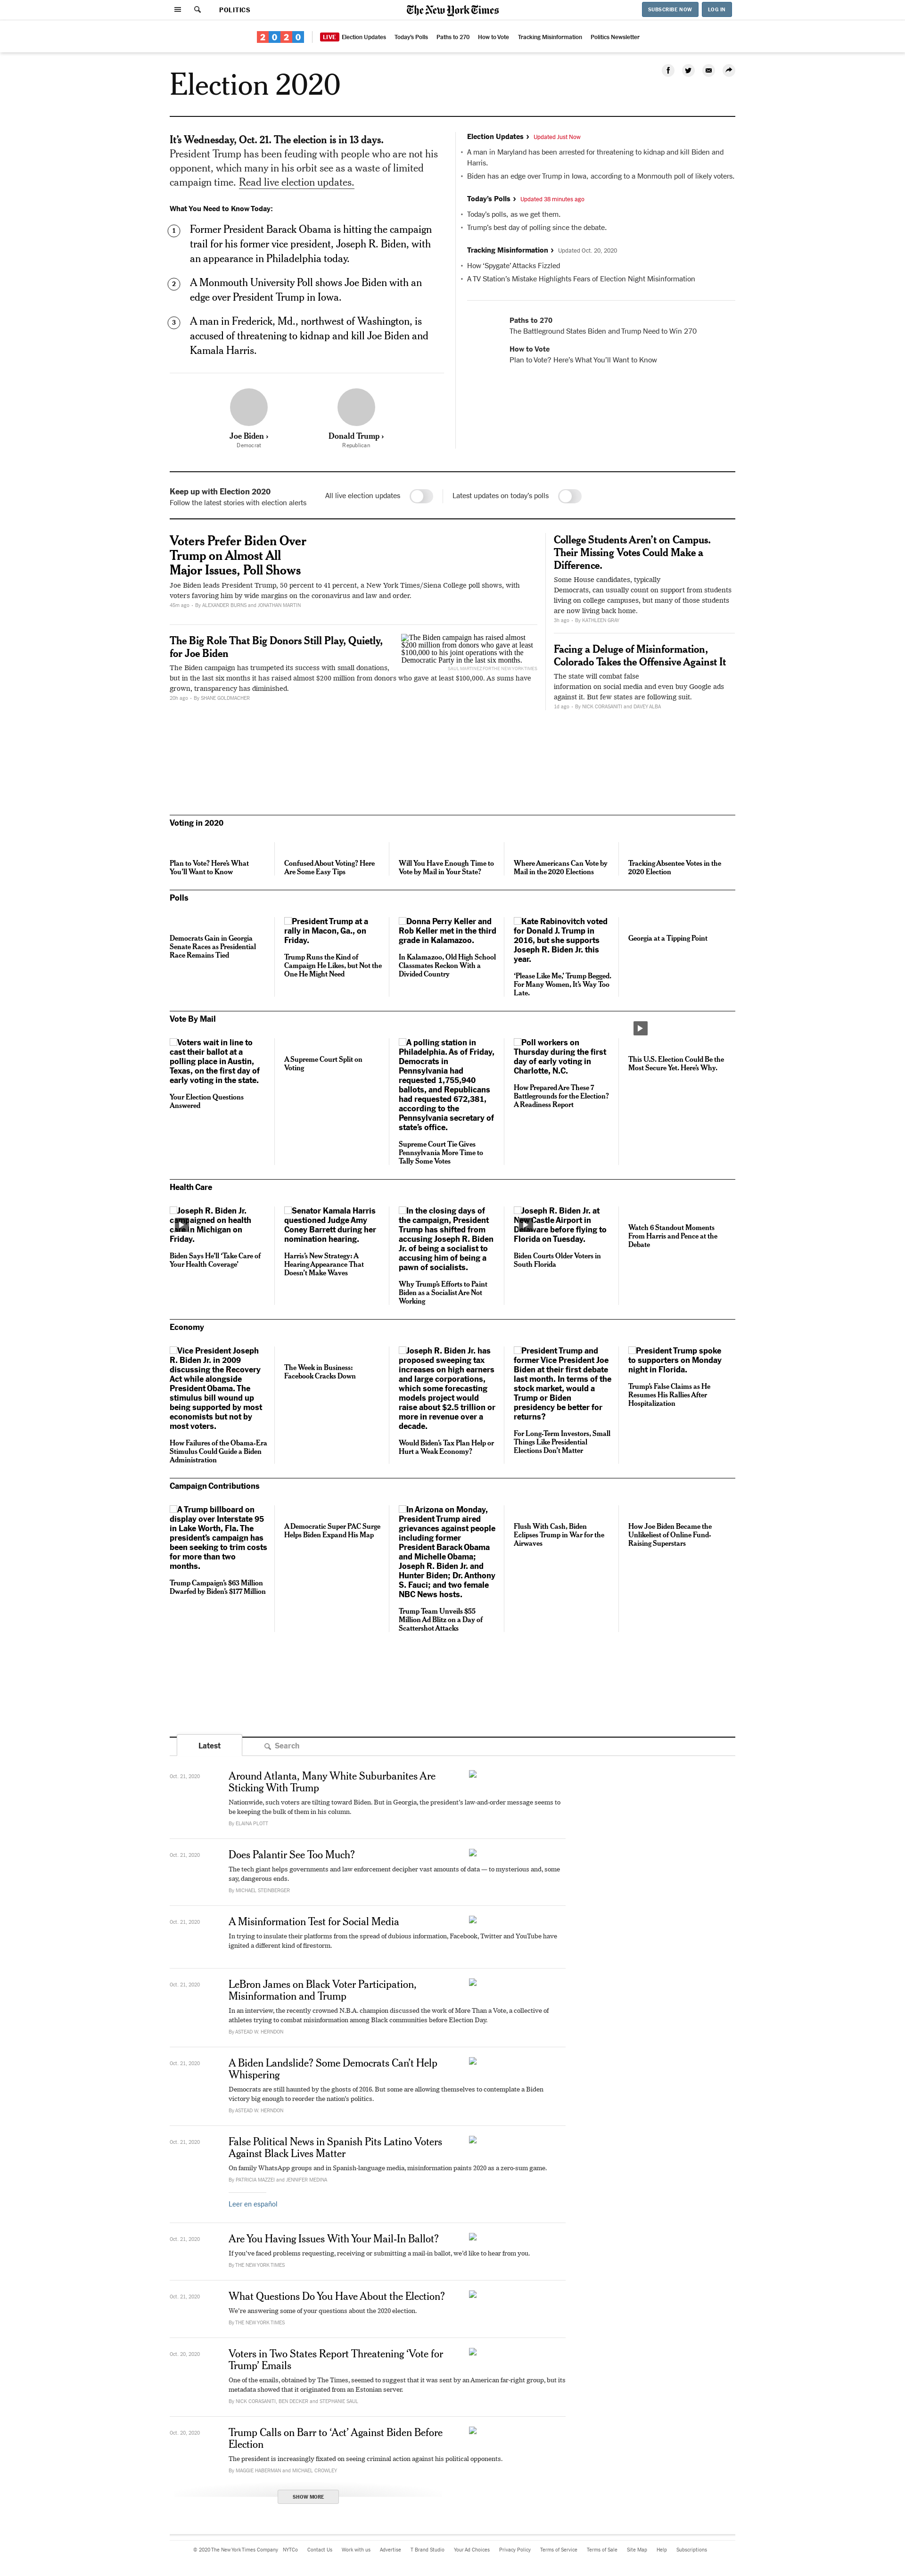 POLITICS
The New York Times
SUBSCRIBE NOW
LOG IN
2020
LIVE Election Updates
Today's Polls
Paths to 270
How to Vote
Tracking Misinformation
Politics Newsletter
Election 2020
It's Wednesday, Oct. 21. The election is in 13 days.
President Trump has been feuding with people who are not his
opponent, which many in his orbit see as a waste of limited
campaign time. Read live election updates.
What You Need to Know Today:
1
Former President Barack Obama is hitting the campaign
trail for his former vice president, Joseph R. Biden, with
an appearance in Philadelphia today.
2
A Monmouth University Poll shows Joe Biden with an
edge over President Trump in Iowa.
3
A man in Frederick, Md., northwest of Washington, is
accused of threatening to kidnap and kill Joe Biden and
Kamala Harris.
Joe Biden ›
Democrat
Donald Trump ›
Republican
Election Updates › Updated Just Now
• A man in Maryland has been arrested for threatening to kidnap and kill Biden and
Harris.
• Biden has an edge over Trump in Iowa, according to a Monmouth poll of likely voters.
Today's Polls › Updated 38 minutes ago
• Today's polls, as we get them.
• Trump's best day of polling since the debate.
Tracking Misinformation › Updated Oct. 20, 2020
• How 'Spygate' Attacks Fizzled
• A TV Station's Mistake Highlights Fears of Election Night Misinformation
Paths to 270
The Battleground States Biden and Trump Need to Win 270
How to Vote
Plan to Vote? Here's What You'll Want to Know
Keep up with Election 2020
Follow the latest stories with election alerts
All live election updates
Latest updates on today's polls
Voters Prefer Biden Over
Trump on Almost All
Major Issues, Poll Shows
Joe Biden leads President Trump, 50 percent to 41 percent, a New York Times/Siena College poll shows, with
voters favoring him by wide margins on the coronavirus and law and order.
45m ago · By ALEXANDER BURNS and JONATHAN MARTIN
The Big Role That Big Donors Still Play, Quietly,
for Joe Biden
The Biden campaign has trumpeted its success with small donations,
but in the last six months it has raised almost $200 million from donors who gave at least $100,000. As sums have
grown, transparency has diminished.
20h ago · By SHANE GOLDMACHER
The Biden campaign has raised almost
$200 million from donors who gave at least
$100,000 to his joint operations with the
Democratic Party in the last six months.
SAUL MARTINEZ FOR THE NEW YORK TIMES
College Students Aren't on Campus.
Their Missing Votes Could Make a
Difference.
Some House candidates, typically
Democrats, can usually count on support from students
living on college campuses, but many of those students
are now living back home.
3h ago · By KATHLEEN GRAY
Facing a Deluge of Misinformation,
Colorado Takes the Offensive Against It
The state will combat false
information on social media and even buy Google ads
against it. But few states are following suit.
1d ago · By NICK CORASANITI and DAVEY ALBA
Voting in 2020
Plan to Vote? Here's What
You'll Want to Know
Confused About Voting? Here
Are Some Easy Tips
Will You Have Enough Time to
Vote by Mail in Your State?
Where Americans Can Vote by
Mail in the 2020 Elections
Tracking Absentee Votes in the
2020 Election
Polls
Democrats Gain in Georgia
Senate Races as Presidential
Race Remains Tied
President Trump at a
rally in Macon, Ga., on
Friday.
Trump Runs the Kind of
Campaign He Likes, but Not the
One He Might Need
Donna Perry Keller and
Rob Keller met in the third
grade in Kalamazoo.
In Kalamazoo, Old High School
Classmates Reckon With a
Divided Country
Kate Rabinovitch voted
for Donald J. Trump in
2016, but she supports
Joseph R. Biden Jr. this
year.
'Please Like Me,' Trump Begged.
For Many Women, It's Way Too
Late.
Georgia at a Tipping Point
Vote By Mail
Voters wait in line to
cast their ballot at a
polling place in Austin,
Texas, on the first day of
early voting in the state.
Your Election Questions
Answered
A Supreme Court Split on
Voting
A polling station in
Philadelphia. As of Friday,
Democrats in
Pennsylvania had
requested 1,755,940
ballots, and Republicans
had requested 672,381,
according to the
Pennsylvania secretary of
state's office.
Supreme Court Tie Gives
Pennsylvania More Time to
Tally Some Votes
Poll workers on
Thursday during the first
day of early voting in
Charlotte, N.C.
How Prepared Are These 7
Battlegrounds for the Election?
A Readiness Report
This U.S. Election Could Be the
Most Secure Yet. Here's Why.
Health Care
Joseph R. Biden Jr.
campaigned on health
care in Michigan on
Friday.
Biden Says He'll 'Take Care of
Your Health Coverage'
Senator Kamala Harris
questioned Judge Amy
Coney Barrett during her
nomination hearing.
Harris's New Strategy: A
Hearing Appearance That
Doesn't Make Waves
In the closing days of
the campaign, President
Trump has shifted from
accusing Joseph R. Biden
Jr. of being a socialist to
accusing him of being a
pawn of socialists.
Why Trump's Efforts to Paint
Biden as a Socialist Are Not
Working
Joseph R. Biden Jr. at
New Castle Airport in
Delaware before flying to
Florida on Tuesday.
Biden Courts Older Voters in
South Florida
Watch 6 Standout Moments
From Harris and Pence at the
Debate
Economy
Vice President Joseph
R. Biden Jr. in 2009
discussing the Recovery
Act while alongside
President Obama. The
stimulus bill wound up
being supported by most
economists but not by
most voters.
How Failures of the Obama-Era
Stimulus Could Guide a Biden
Administration
The Week in Business:
Facebook Cracks Down
Joseph R. Biden Jr. has
proposed sweeping tax
increases on high earners
and large corporations,
which some forecasting
models project would
raise about $2.5 trillion or
more in revenue over a
decade.
Would Biden's Tax Plan Help or
Hurt a Weak Economy?
President Trump and
former Vice President Joe
Biden at their first debate
last month. In terms of the
stock market, would a
Trump or Biden
presidency be better for
returns?
For Long-Term Investors, Small
Things Like Presidential
Elections Don't Matter
President Trump spoke
to supporters on Monday
night in Florida.
Trump's False Claims as He
Resumes His Rallies After
Hospitalization
Campaign Contributions
A Trump billboard on
display over Interstate 95
in Lake Worth, Fla. The
president's campaign has
been seeking to trim costs
for more than two
months.
Trump Campaign's $63 Million
Dwarfed by Biden's $177 Million
A Democratic Super PAC Surge
Helps Biden Expand His Map
In Arizona on Monday,
President Trump aired
grievances against people
including former
President Barack Obama
and Michelle Obama;
Joseph R. Biden Jr. and
Hunter Biden; Dr. Anthony
S. Fauci; and two female
NBC News hosts.
Trump Team Unveils $55
Million Ad Blitz on a Day of
Scattershot Attacks
Flush With Cash, Biden
Eclipses Trump in War for the
Airwaves
How Joe Biden Became the
Unlikeliest of Online Fund-
Raising Superstars
Latest
Search
Oct. 21, 2020
Around Atlanta, Many White Suburbanites Are
Sticking With Trump
Nationwide, such voters are tilting toward Biden. But in Georgia, the president's law-and-order message seems to
be keeping the bulk of them in his column.
By ELAINA PLOTT
Oct. 21, 2020
Does Palantir See Too Much?
The tech giant helps governments and law enforcement decipher vast amounts of data — to mysterious and, some
say, dangerous ends.
By MICHAEL STEINBERGER
Oct. 21, 2020
A Misinformation Test for Social Media
In trying to insulate their platforms from the spread of dubious information, Facebook, Twitter and YouTube have
ignited a different kind of firestorm.
Oct. 21, 2020
LeBron James on Black Voter Participation,
Misinformation and Trump
In an interview, the recently crowned N.B.A. champion discussed the work of More Than a Vote, a collective of
athletes trying to combat misinformation among Black communities before Election Day.
By ASTEAD W. HERNDON
Oct. 21, 2020
A Biden Landslide? Some Democrats Can't Help
Whispering
Democrats are still haunted by the ghosts of 2016. But some are allowing themselves to contemplate a Biden
victory big enough to reorder the nation's politics.
By ASTEAD W. HERNDON
Oct. 21, 2020
False Political News in Spanish Pits Latino Voters
Against Black Lives Matter
On family WhatsApp groups and in Spanish-language media, misinformation paints 2020 as a zero-sum game.
By PATRICIA MAZZEI and JENNIFER MEDINA
Leer en español
Oct. 21, 2020
Are You Having Issues With Your Mail-In Ballot?
If you've faced problems requesting, receiving or submitting a mail-in ballot, we'd like to hear from you.
By THE NEW YORK TIMES
Oct. 21, 2020
What Questions Do You Have About the Election?
We're answering some of your questions about the 2020 election.
By THE NEW YORK TIMES
Oct. 20, 2020
Voters in Two States Report Threatening 'Vote for
Trump' Emails
One of the emails, obtained by The Times, seemed to suggest that it was sent by an American far-right group, but its
metadata showed that it originated from an Estonian server.
By NICK CORASANITI, BEN DECKER and STEPHANIE SAUL
Oct. 20, 2020
Trump Calls on Barr to 'Act' Against Biden Before
Election
The president is increasingly fixated on seeing criminal action against his political opponents.
By MAGGIE HABERMAN and MICHAEL CROWLEY
SHOW MORE
© 2020 The New York Times Company
NYTCo
Contact Us
Work with us
Advertise
T Brand Studio
Your Ad Choices
Privacy Policy
Terms of Service
Terms of Sale
Site Map
Help
Subscriptions